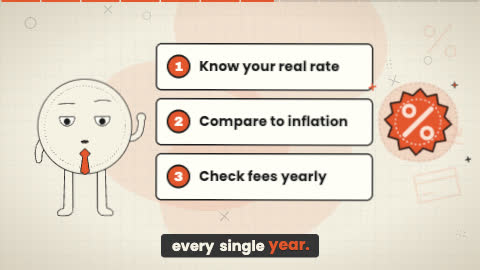 1 Know your real rate
2 Compare to inflation
3 Check fees yearly
%
every single year.